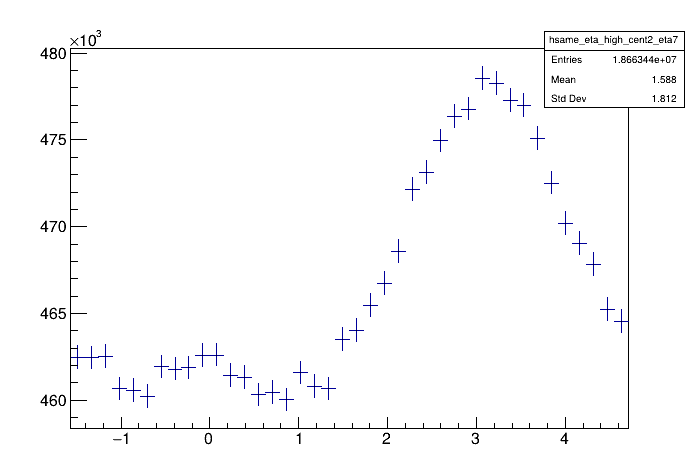 ×10³
hsame_eta_high_cent2_eta7
Entries 1.866344e+07
Mean 1.588
Std Dev 1.812
480
475
470
465
460
−1 0 1 2 3 4